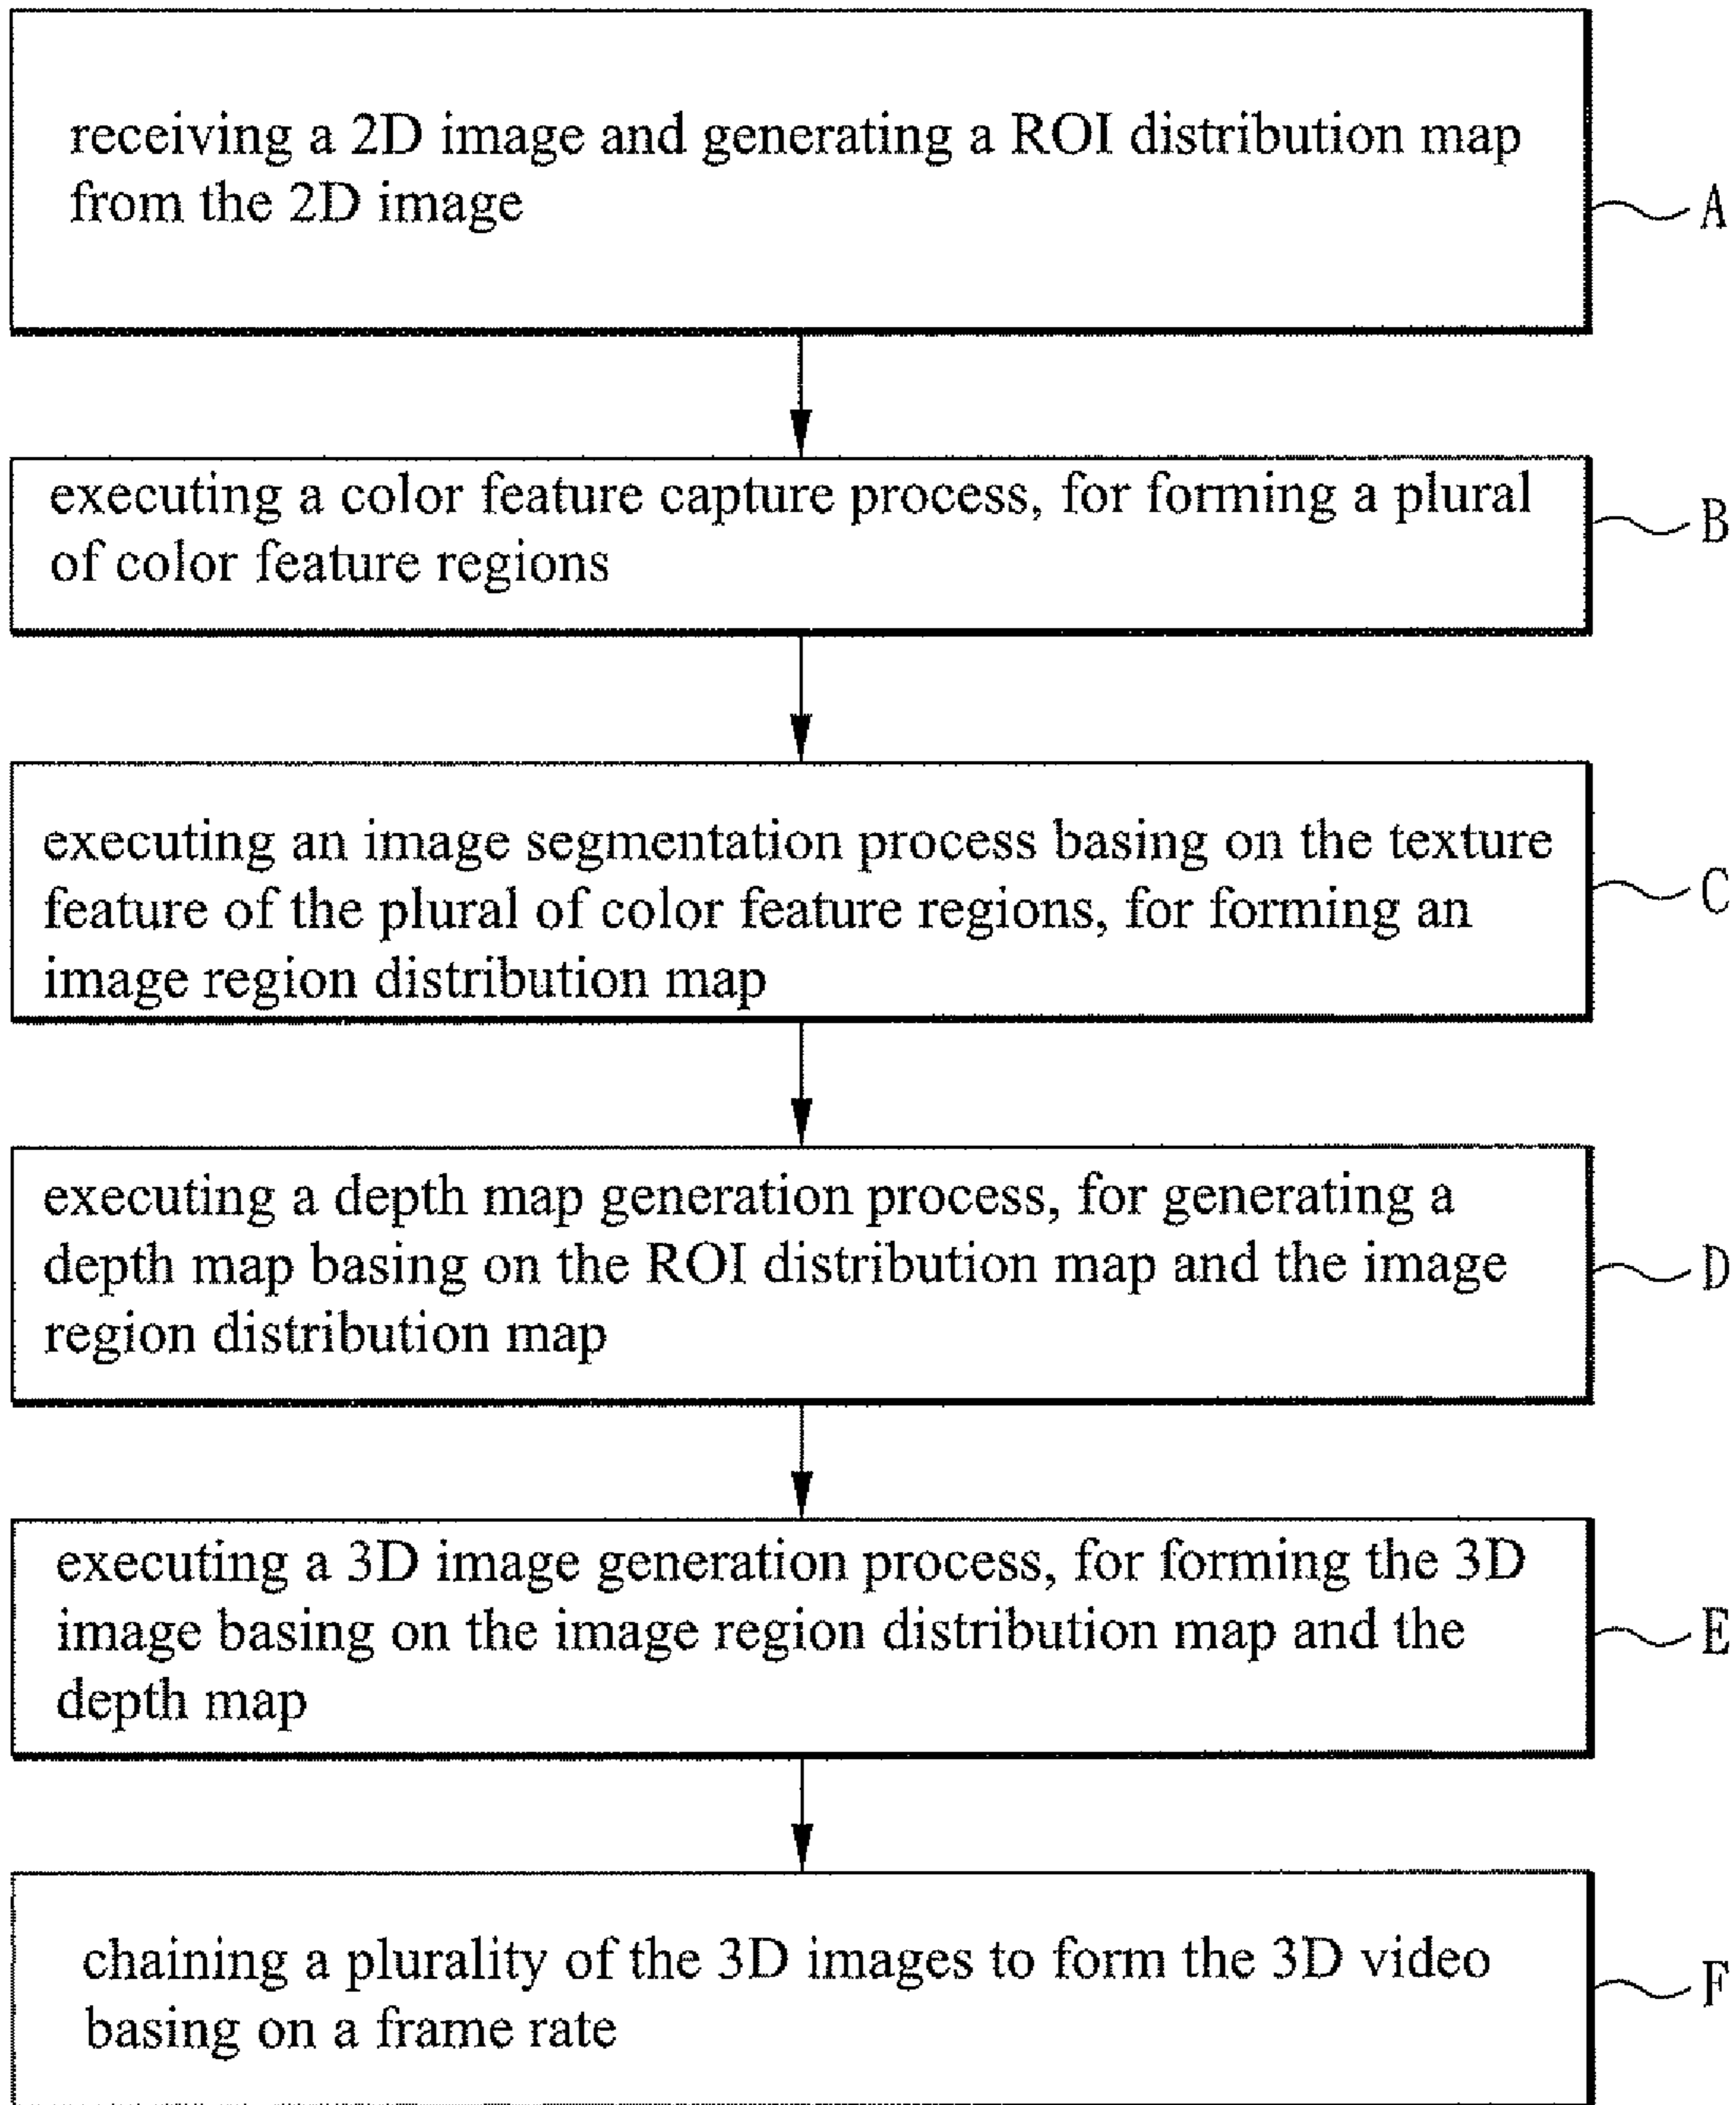 receiving a 2D image and generating a ROI distribution map
from the 2D image
A
executing a color feature capture process, for forming a plural
of color feature regions
B
executing an image segmentation process basing on the texture
feature of the plural of color feature regions, for forming an
image region distribution map
C
executing a depth map generation process, for generating a
depth map basing on the ROI distribution map and the image
region distribution map
D
executing a 3D image generation process, for forming the 3D
image basing on the image region distribution map and the
depth map
E
chaining a plurality of the 3D images to form the 3D video
basing on a frame rate
F